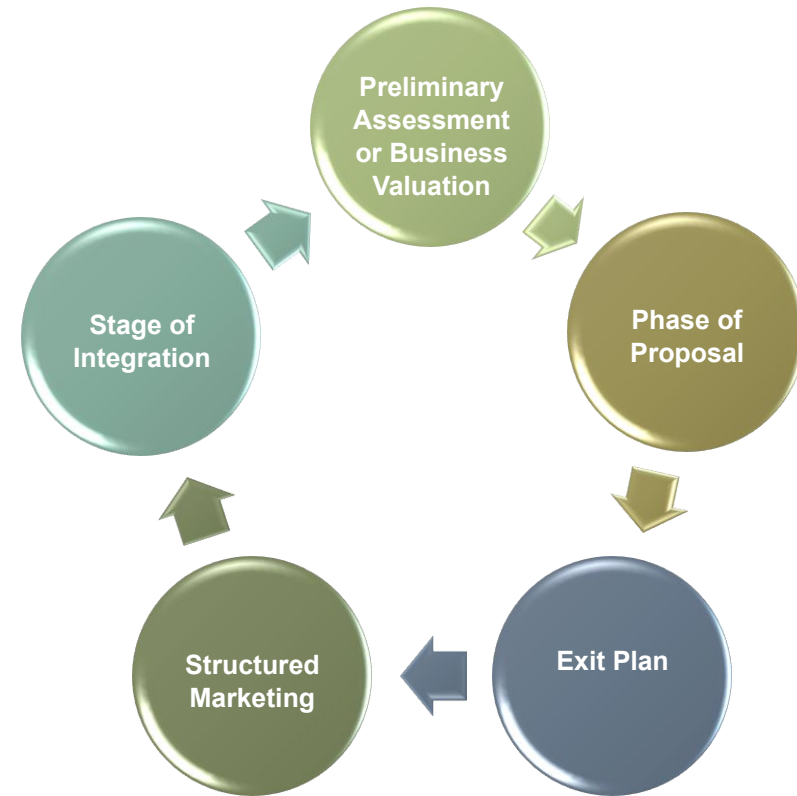 Preliminary
Assessment
or Business
Valuation
Phase of
Proposal
Exit Plan
Structured
Marketing
Stage of
Integration